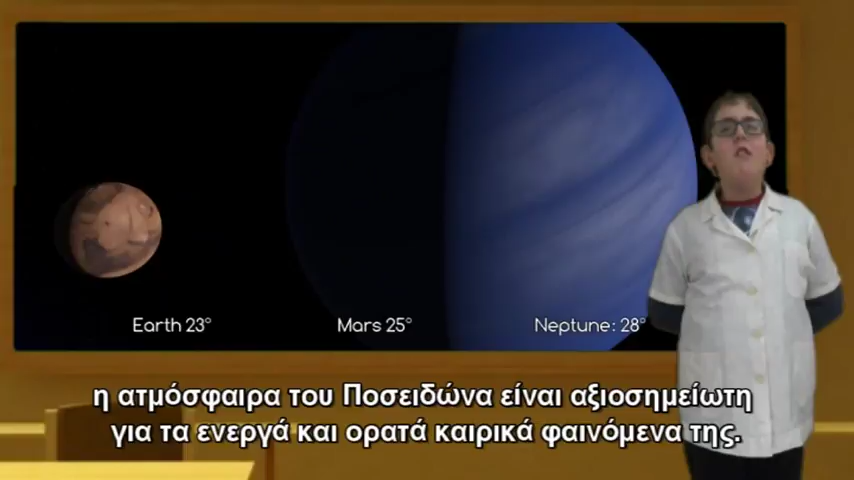 Earth 23° Mars 25° Neptune: 28°
η ατμόσφαιρα του Ποσειδώνα είναι αξιοσημείωτη
για τα ενεργά και ορατά καιρικά φαινόμενα της.